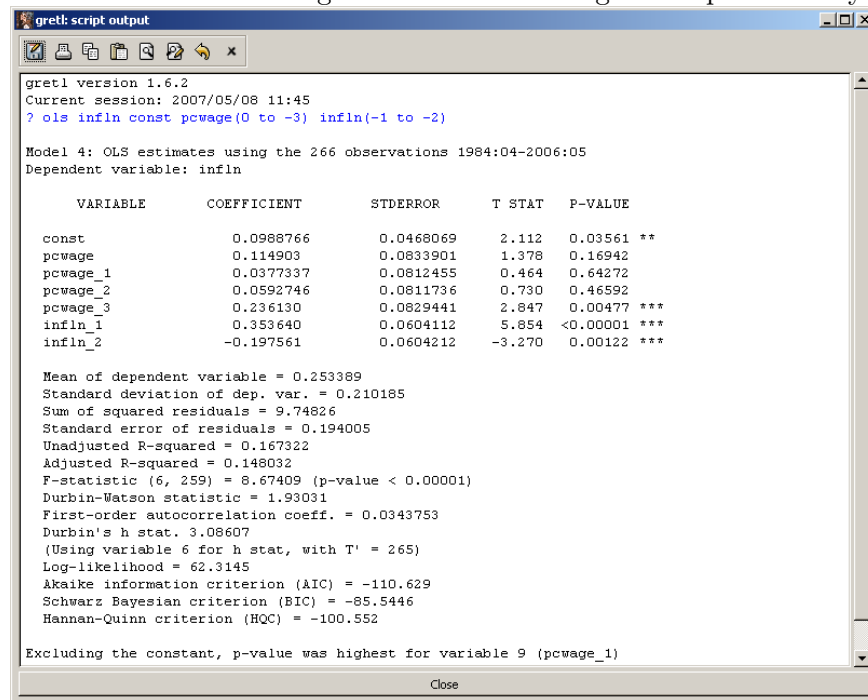 gretl: script output
gretl version 1.6.2
Current session: 2007/05/08 11:45
? ols infln const pcwage(0 to -3) infln(-1 to -2)
Model 4: OLS estimates using the 266 observations 1984:04-2006:05
Dependent variable: infln
VARIABLE COEFFICIENT STDERROR T STAT P-VALUE
const 0.0988766 0.0468069 2.112 0.03561 **
pcwage 0.114903 0.0833901 1.378 0.16942
pcwage_1 0.0377337 0.0812455 0.464 0.64272
pcwage_2 0.0592746 0.0811736 0.730 0.46592
pcwage_3 0.236130 0.0829441 2.847 0.00477 ***
infln_1 0.353640 0.0604112 5.854 <0.00001 ***
infln_2 -0.197561 0.0604212 -3.270 0.00122 ***
Mean of dependent variable = 0.253389
Standard deviation of dep. var. = 0.210185
Sum of squared residuals = 9.74826
Standard error of residuals = 0.194005
Unadjusted R-squared = 0.167322
Adjusted R-squared = 0.148032
F-statistic (6, 259) = 8.67409 (p-value < 0.00001)
Durbin-Watson statistic = 1.93031
First-order autocorrelation coeff. = 0.0343753
Durbin's h stat. 3.08607
(Using variable 6 for h stat, with T' = 265)
Log-likelihood = 62.3145
Akaike information criterion (AIC) = -110.629
Schwarz Bayesian criterion (BIC) = -85.5446
Hannan-Quinn criterion (HQC) = -100.552
Excluding the constant, p-value was highest for variable 9 (pcwage_1)
Close